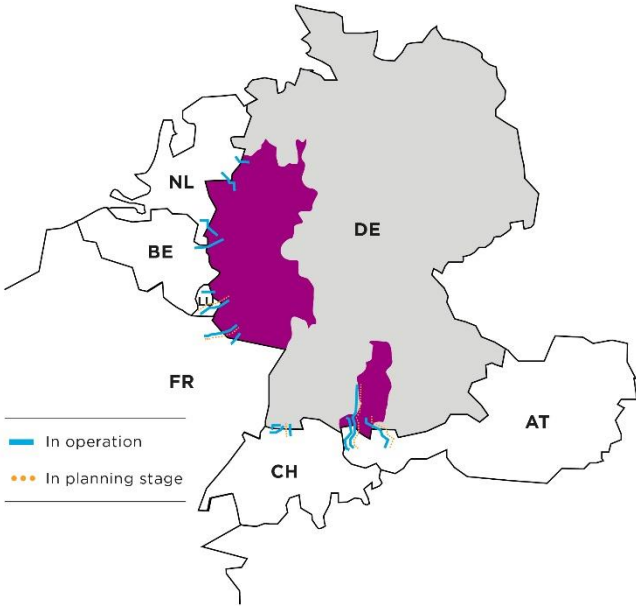 NL
DE
BE
LU
FR
In operation
AT
In planning stage
CH